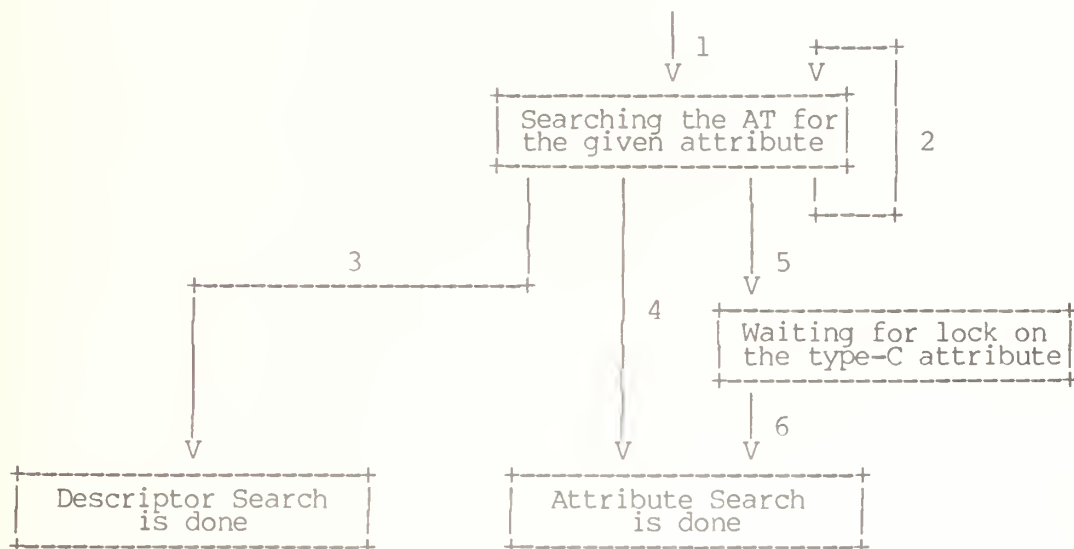 1
Searching the AT for
the given attribute
2
3
5
4
Waiting for lock on
the type-C attribute
6
Descriptor Search
is done
Attribute Search
is done